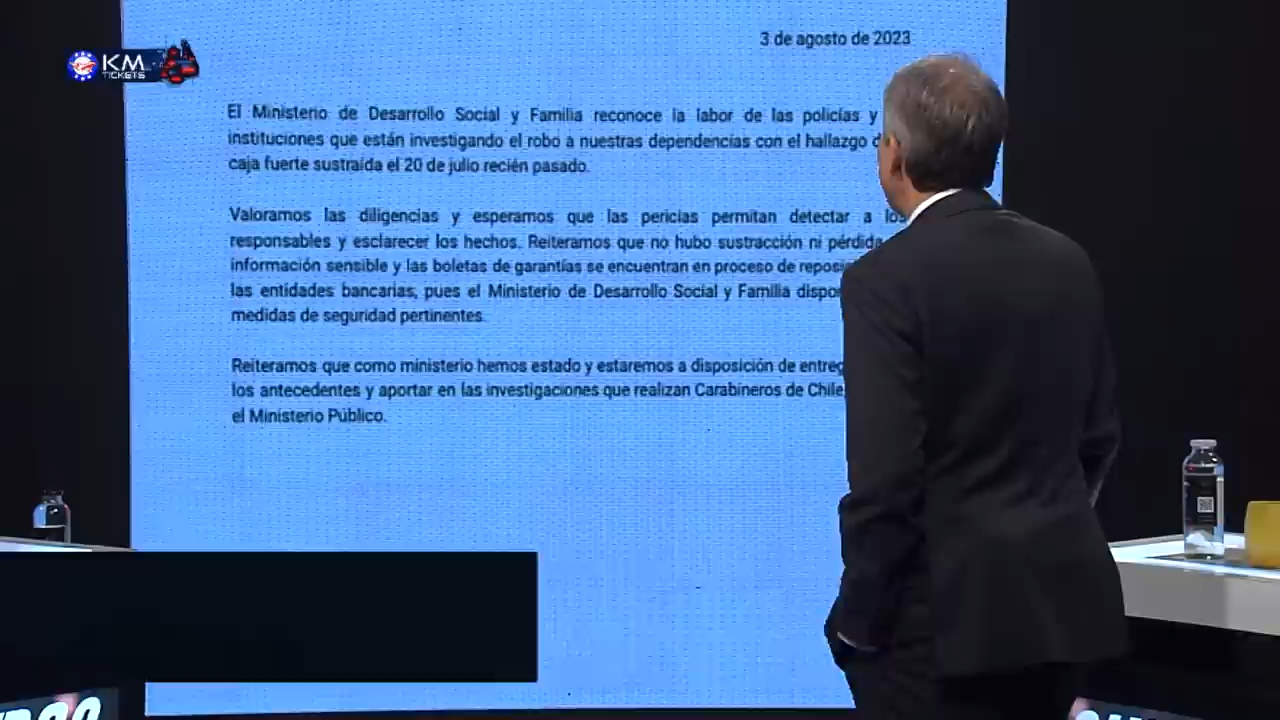 KM
TICKETS
3 de agosto de 2023
El Ministerio de Desarrollo Social y Familia reconoce la labor de las policías y
instituciones que están investigando el robo a nuestras dependencias con el hallazgo
caja fuerte sustraída el 20 de julio recién pasado.
Valoramos las diligencias y esperamos que las pericias permitan detectar a los
responsables y esclarecer los hechos. Reiteramos que no hubo sustracción ni pérdida
información sensible y las boletas de garantías se encuentran en proceso de
las entidades bancarias, pues el Ministerio de Desarrollo Social y Familia
medidas de seguridad pertinentes.
Reiteramos que como ministerio hemos estado y estaremos a disposición de
los antecedentes y aportar en las investigaciones que realizan Carabineros de Chile
el Ministerio Público.